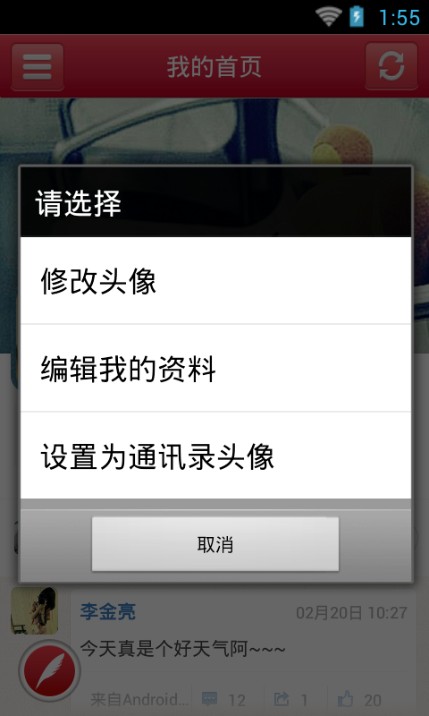 1:55
我的首页
请选择
修改头像
编辑我的资料
设置为通讯录头像
取消
李金亮
02月20日 10:27
今天真是个好天气阿~~~
来自Android...
12
1
20